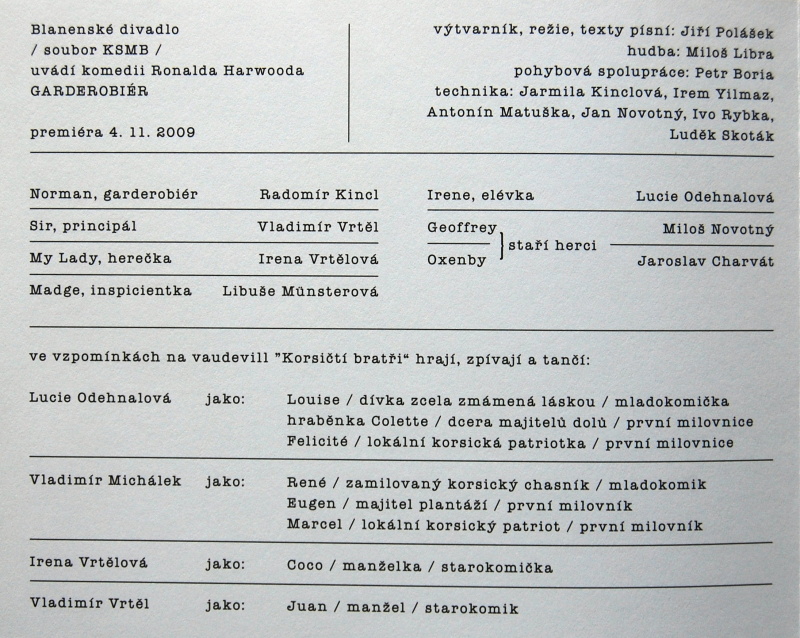 Blanenské divadlo
/ soubor KSMB /
uvádí komedii Ronalda Harwooda
GARDEROBIÉR
premiéra 4. 11. 2009
výtvarník, režie, texty písní: Jiří Polášek
hudba: Miloš Libra
pohybová spolupráce: Petr Boria
technika: Jarmila Kinclová, Irem Yilmaz,
Antonín Matuška, Jan Novotný, Ivo Rybka,
Luděk Skoták
Norman, garderobiér Radomír Kincl
Sir, principál Vladimír Vrtěl
My Lady, herečka Irena Vrtělová
Madge, inspicientka Libuše Münsterová
Irene, elévka Lucie Odehnalová
Geoffrey Miloš Novotný
staří herci
Oxenby Jaroslav Charvát
ve vzpomínkách na vaudevill "Korsičtí bratři“ hrají, zpívají a tančí:
Lucie Odehnalová jako: Louise / dívka zcela zmámená láskou / mladokomička
hraběnka Colette / dcera majitelů dolů / první milovnice
Felicité / lokální korsická patriotka / první milovnice
Vladimír Michálek jako: René / zamilovaný korsický chasník / mladokomik
Eugen / majitel plantáží / první milovník
Marcel / lokální korsický patriot / první milovník
Irena Vrtělová jako: Coco / manželka / starokomička
Vladimír Vrtěl jako: Juan / manžel / starokomik